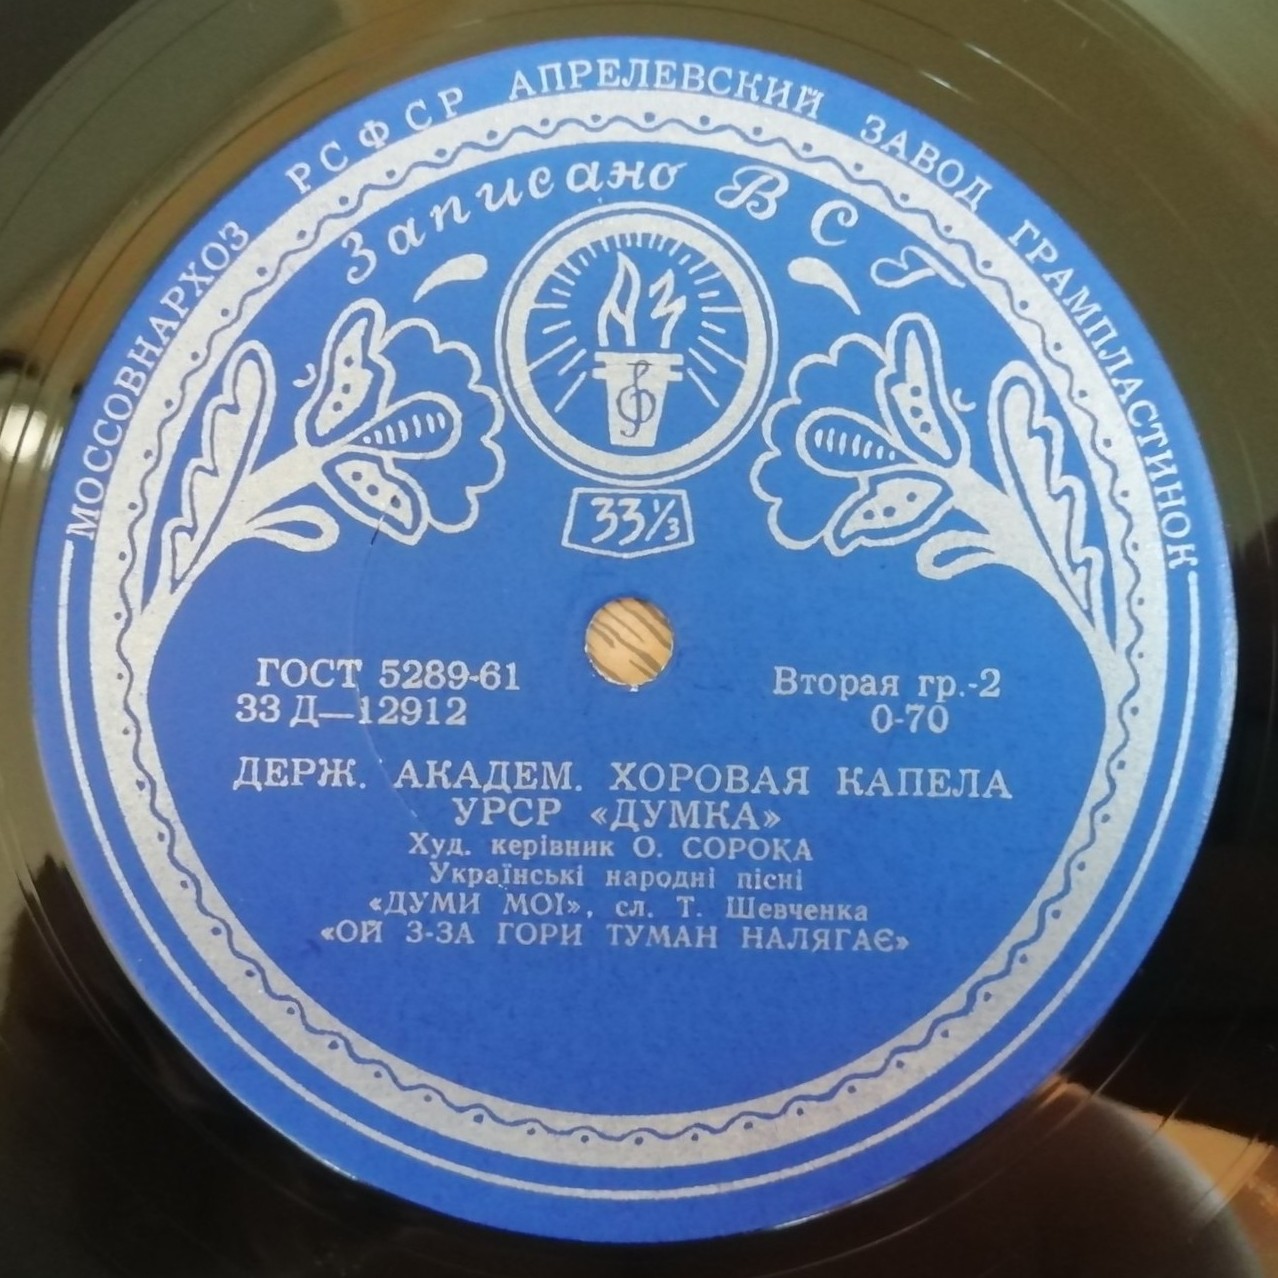 МОССОВНАРХОЗ РСФСР АПРЕЛЕВСКИЙ ЗАВОД ГРАМПЛАСТИНОК
Записано ВСГ
33⅓
ГОСТ 5289-61
Вторая гр.-2
33 Д—12912
0-70
ДЕРЖ. АКАДЕМ. ХОРОВАЯ КАПЕЛА
УРСР «ДУМКА»
Худ. керівник О. СОРОКА
Українські народні пісні
«ДУМИ МОЇ», сл. Т. Шевченка
«ОЙ З-ЗА ГОРИ ТУМАН НАЛЯГАЄ»